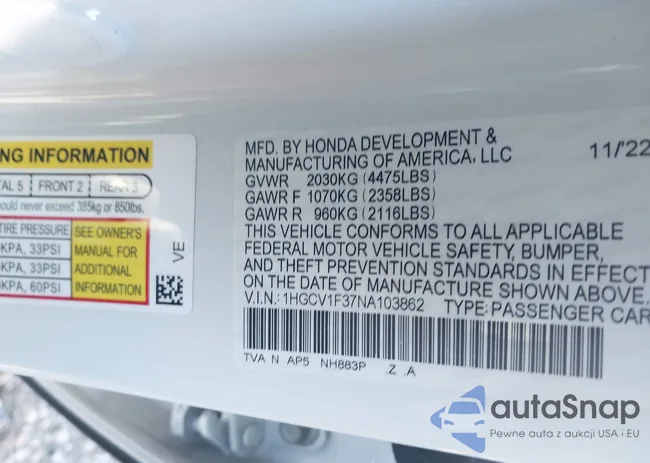 NG INFORMATION
TAL 5 FRONT 2 REAR 3
ould never exceed 385kg or 850lbs.
IRE PRESSURE SEE OWNER'S
KPA, 33PSI MANUAL FOR
KPA, 33PSI ADDITIONAL
KPA, 60PSI INFORMATION
VE
MFD. BY HONDA DEVELOPMENT & 11/'22
MANUFACTURING OF AMERICA, LLC
GVWR 2030KG (4475LBS)
GAWR F 1070KG (2358LBS)
GAWR R 960KG (2116LBS)
THIS VEHICLE CONFORMS TO ALL APPLICABLE
FEDERAL MOTOR VEHICLE SAFETY, BUMPER,
AND THEFT PREVENTION STANDARDS IN EFFECT
ON THE DATE OF MANUFACTURE SHOWN ABOVE.
V.I.N.: 1HGCV1F37NA103862 TYPE: PASSENGER CAR
TVA N AP5 NH883P .Z .A
autaSnap
Pewne auta z aukcji USA i EU